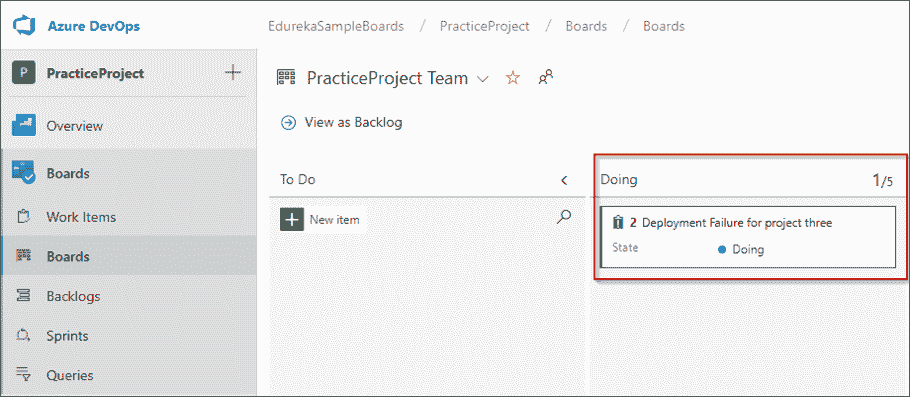 Azure DevOps
EdurekaSampleBoards / PracticeProject / Boards / Boards
P PracticeProject +
PracticeProject Team
Overview
View as Backlog
Boards
To Do
Doing 1/5
Work Items
New item
2 Deployment Failure for project three
State Doing
Boards
Backlogs
Sprints
Queries